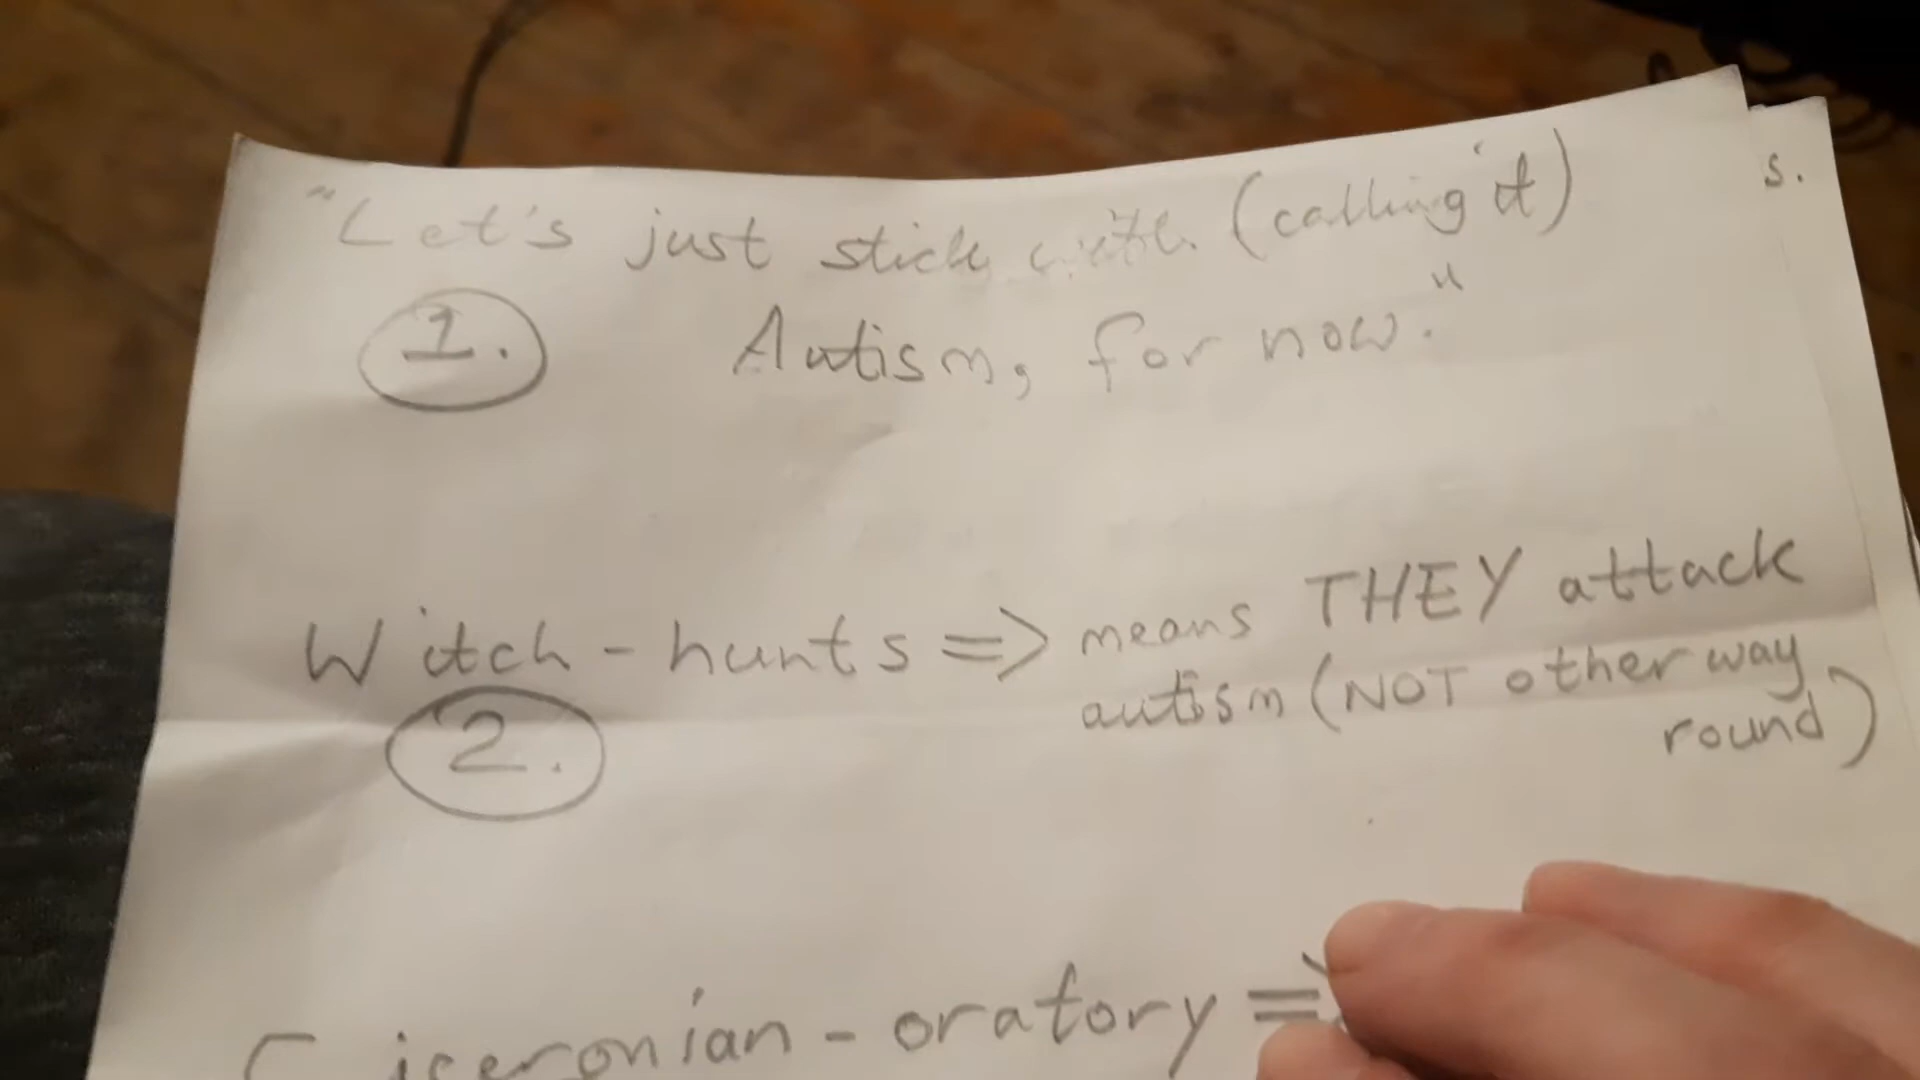 "Let's just stick with (calling it)
1. Autism, for now."
s.
Witch-hunts => means THEY attack
autism (NOT other way
round)
2.
Ciceronian-oratory =>